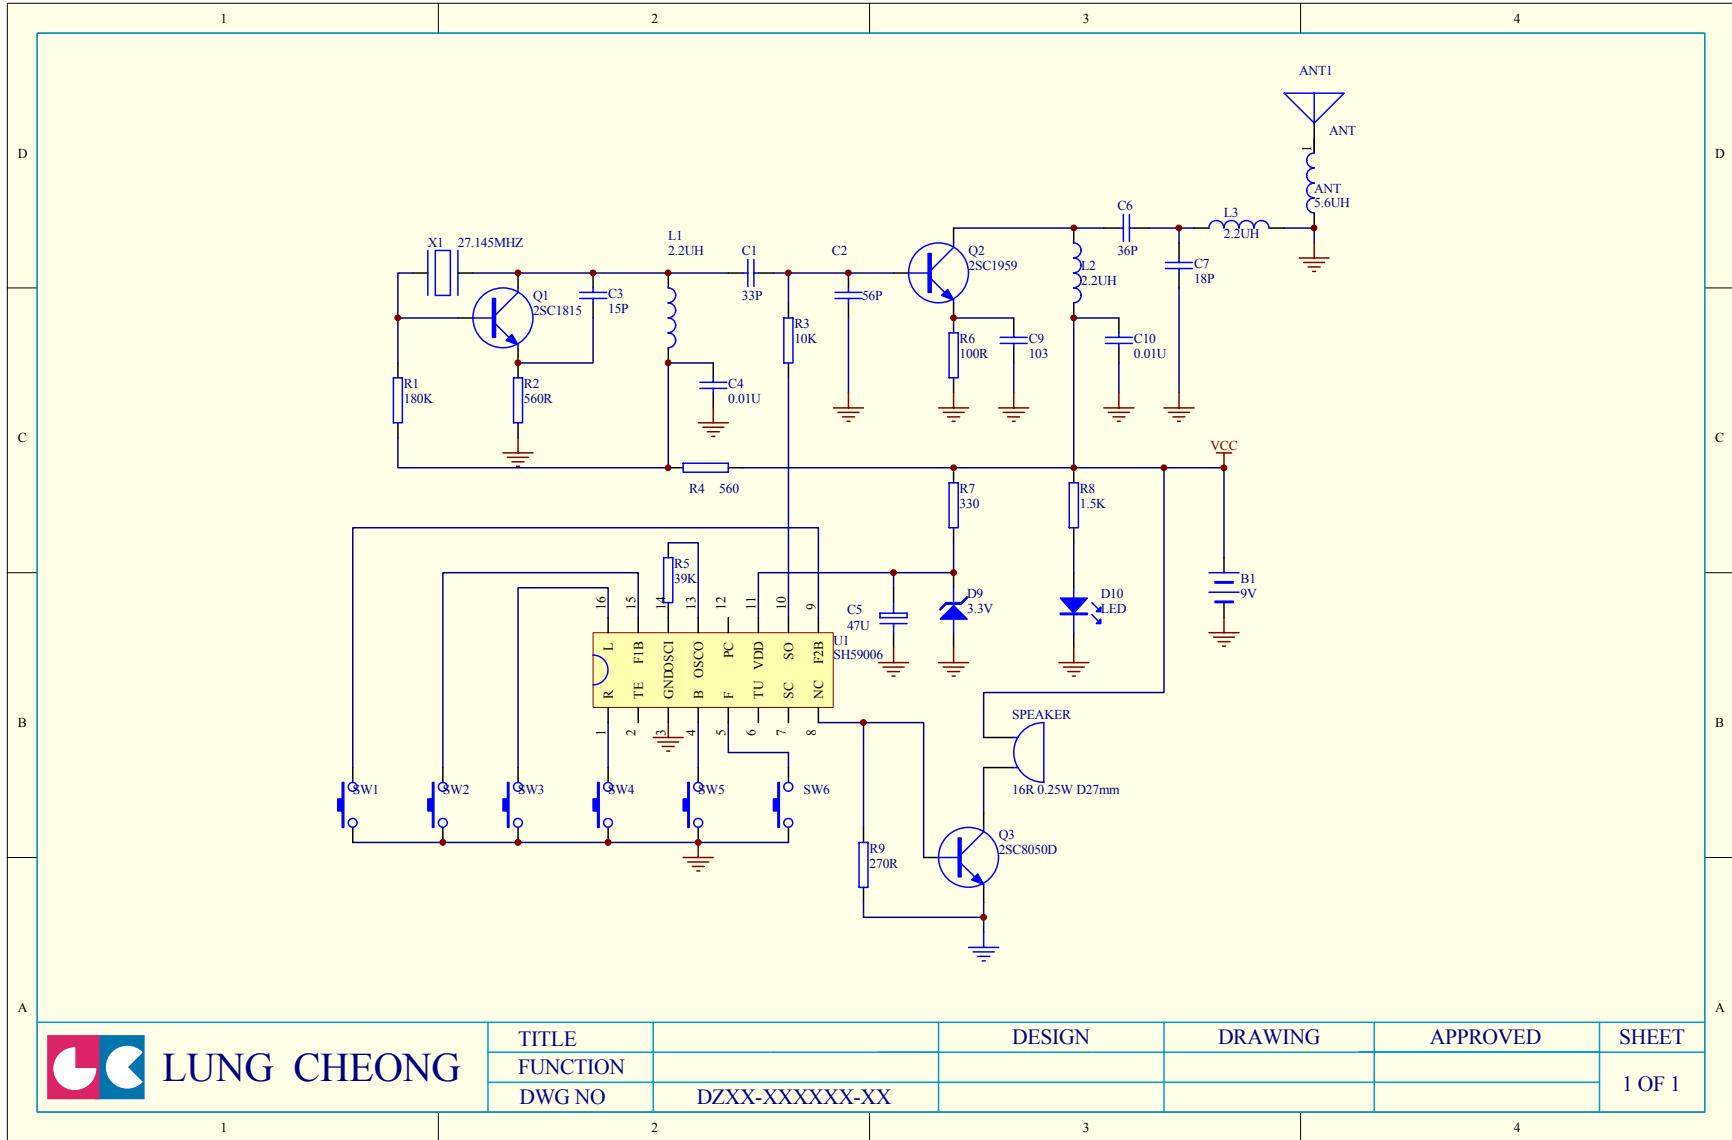 1 2 3 4
D D
C C
B B
A A
ANT1
ANT
1
ANT
5.6UH
C6
36P
L3
2.2UH
C7
18P
X1 27.145MHZ
L1
2.2UH
C1
33P
C2
56P
Q2
2SC1959
L2
2.2UH
Q1
2SC1815
C3
15P
R3
10K
R6
100R
C9
103
C10
0.01U
R1
180K
R2
560R
C4
0.01U
VCC
R4 560
R7
330
R8
1.5K
R5
39K
B1
9V
C5
47U
D9
3.3V
D10
LED
16 15 14 13 12 11 10 9
U1
SH59006
L F1B OSCI OSCO PC VDD SO F2B
R TE GND B F TU SC NC
1 2 3 4 5 6 7 8
SPEAKER
16R 0.25W D27mm
SW1 SW2 SW3 SW4 SW5 SW6
Q3
2SC8050D
R9
270R
LUNG CHEONG
TITLE DESIGN DRAWING APPROVED SHEET
FUNCTION
DWG NO DZXX-XXXXXX-XX
1 OF 1
1 2 3 4